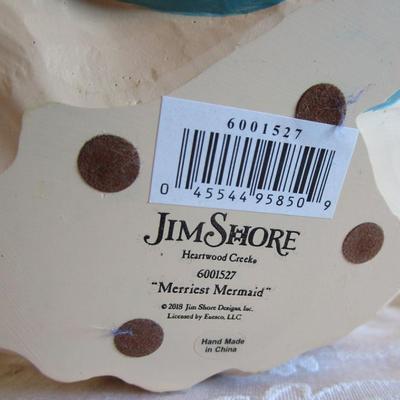 6001527
0 45544 95850 9
JIM SHORE
Heartwood Creek®
6001527
"Merriest Mermaid"
© 2018 Jim Shore Designs, Inc.
Licensed by Enesco, LLC
Hand Made
in China